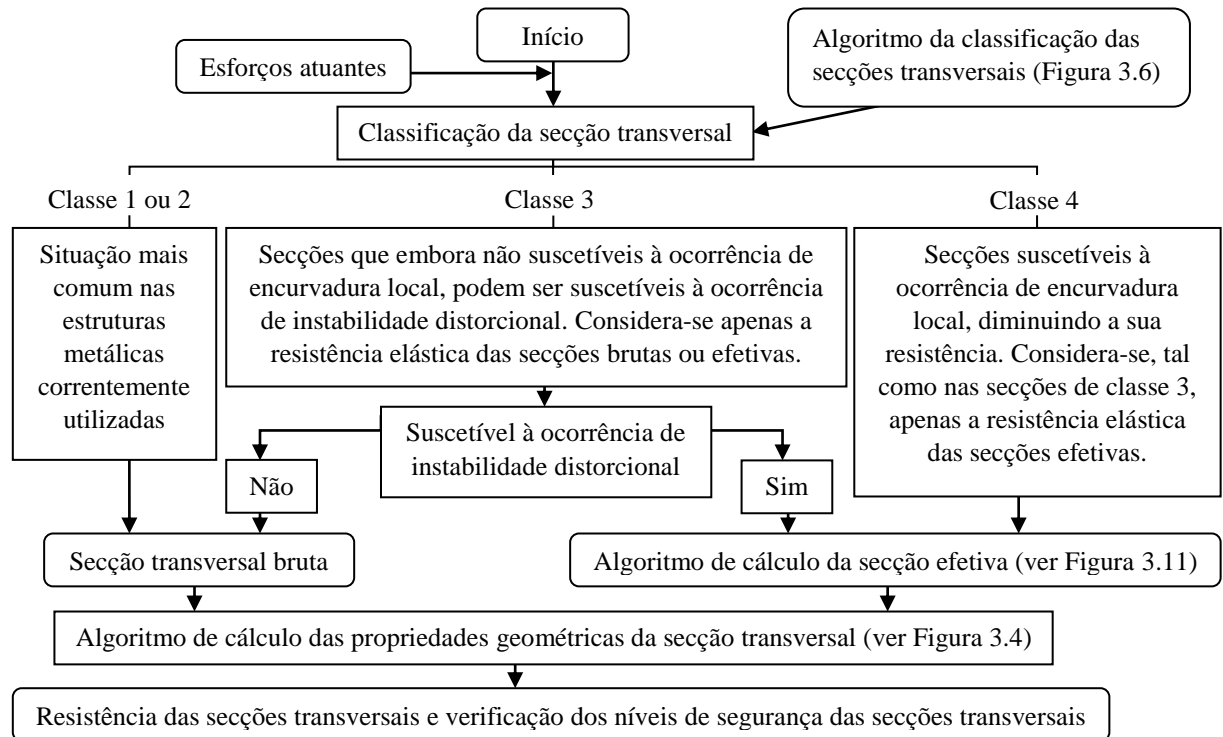 Início
Esforços atuantes
Algoritmo da classificação das
secções transversais (Figura 3.6)
Classificação da secção transversal
Classe 1 ou 2
Classe 3
Classe 4
Situação mais
comum nas
estruturas
metálicas
correntemente
utilizadas
Secções que embora não suscetíveis à ocorrência de
encurvadura local, podem ser suscetíveis à ocorrência
de instabilidade distorcional. Considera-se apenas a
resistência elástica das secções brutas ou efetivas.
Secções suscetíveis à
ocorrência de encurvadura
local, diminuindo a sua
resistência. Considera-se, tal
como nas secções de classe 3,
apenas a resistência elástica
das secções efetivas.
Suscetível à ocorrência de
instabilidade distorcional
Não
Sim
Secção transversal bruta
Algoritmo de cálculo da secção efetiva (ver Figura 3.11)
Algoritmo de cálculo das propriedades geométricas da secção transversal (ver Figura 3.4)
Resistência das secções transversais e verificação dos níveis de segurança das secções transversais